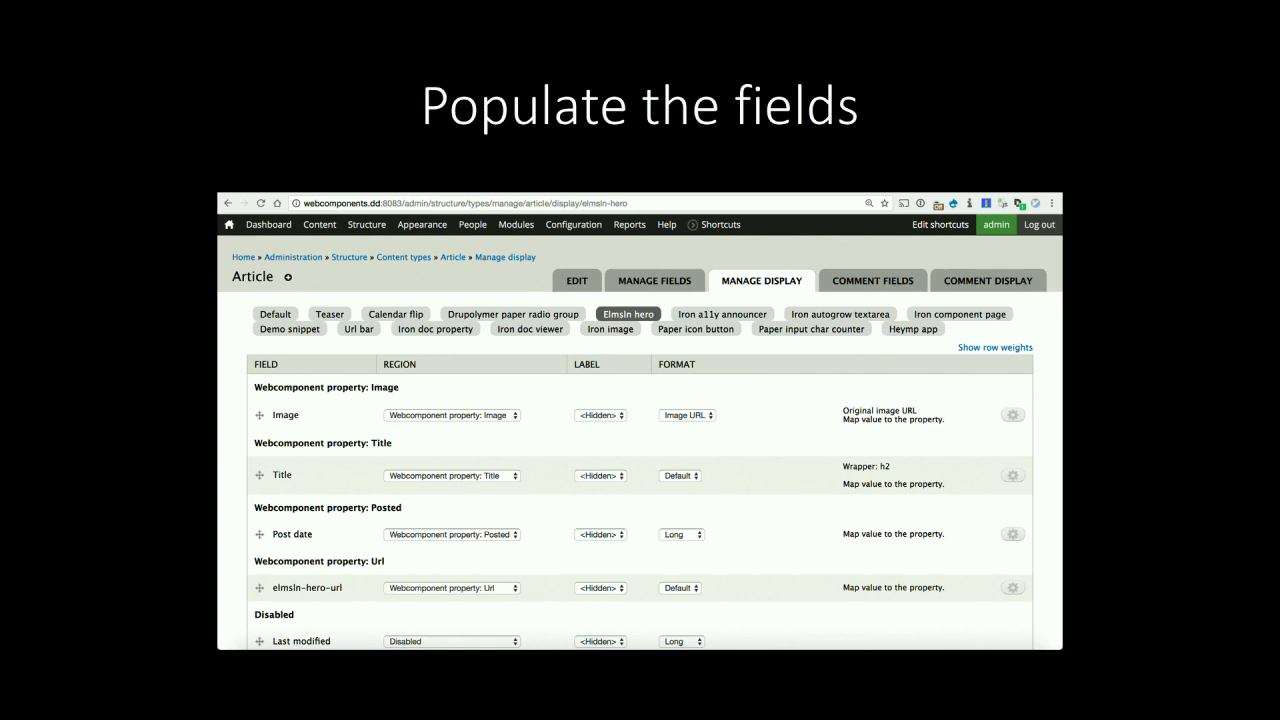 Populate the fields
webcomponents.dd:8083/admin/structure/types/manage/article/display/elmsln-hero
Dashboard Content Structure Appearance People Modules Configuration Reports Help Shortcuts Edit shortcuts admin Log out
Home » Administration » Structure » Content types » Article » Manage display
Article
EDIT MANAGE FIELDS MANAGE DISPLAY COMMENT FIELDS COMMENT DISPLAY
Default Teaser Calendar flip Drupolymer paper radio group Elmsln hero Iron a11y announcer Iron autogrow textarea Iron component page
Demo snippet Url bar Iron doc property Iron doc viewer Iron image Paper icon button Paper input char counter Heymp app
Show row weights
FIELD REGION LABEL FORMAT
Webcomponent property: Image
Image Webcomponent property: Image <Hidden> Image URL Original image URL
Map value to the property.
Webcomponent property: Title
Wrapper: h2
Title Webcomponent property: Title <Hidden> Default
Map value to the property.
Webcomponent property: Posted
Post date Webcomponent property: Posted <Hidden> Long Map value to the property.
Webcomponent property: Url
elmsln-hero-url Webcomponent property: Url <Hidden> Default Map value to the property.
Disabled
Last modified Disabled <Hidden> Long